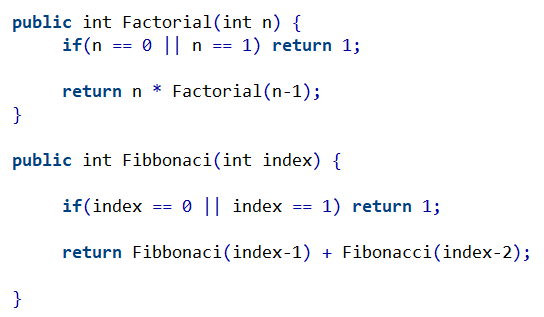 public int Factorial(int n) {
if(n == 0 || n == 1) return 1;
return n * Factorial(n-1);
}
public int Fibbonaci(int index) {
if(index == 0 || index == 1) return 1;
return Fibbonaci(index-1) + Fibonacci(index-2);
}